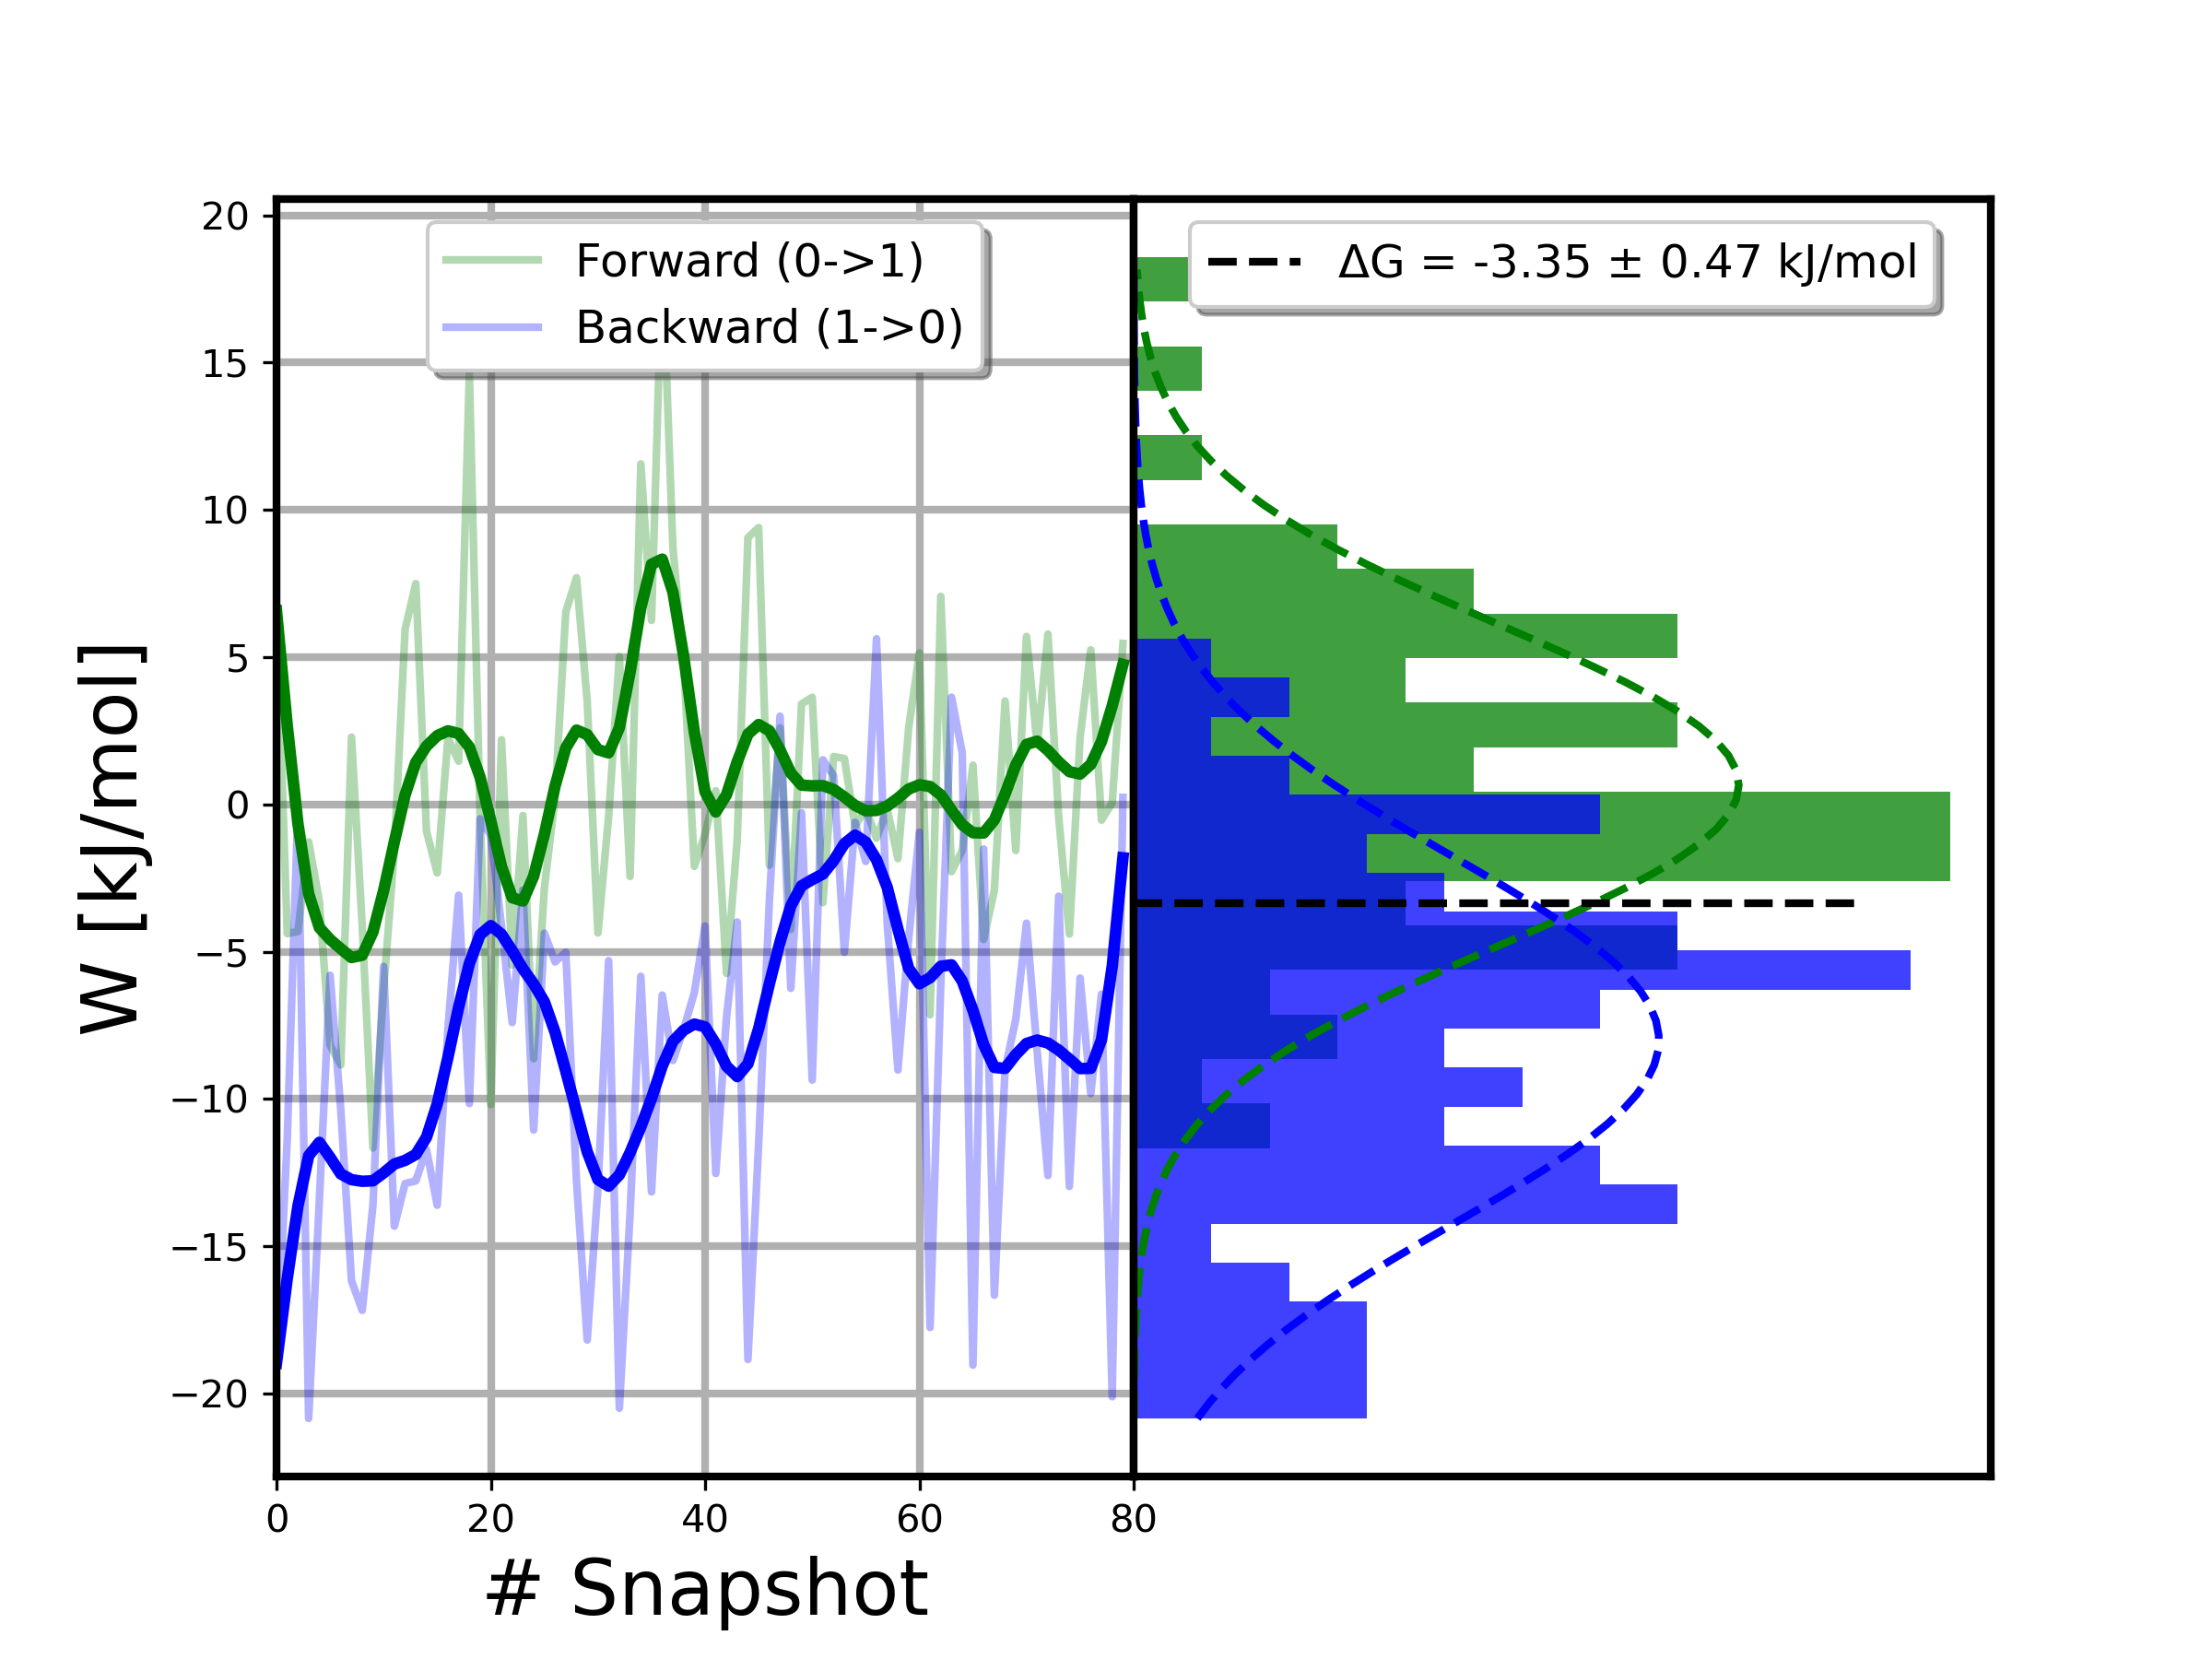 20
15
10
5
0
−5
−10
−15
−20
W [kJ/mol]
Forward (0->1)
Backward (1->0)
ΔG = -3.35 ± 0.47 kJ/mol
0 20 40 60 80
# Snapshot